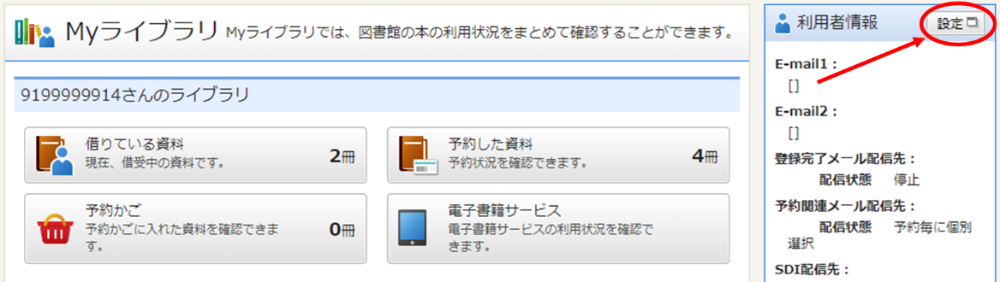 Myライブラリ Myライブラリでは、図書館の本の利用状況をまとめて確認することができます。
9199999914さんのライブラリ
借りている資料
現在、借受中の資料です。
2冊
予約した資料
予約状況を確認できます。
4冊
予約かご
予約かごに入れた資料を確認できま
す。
0冊
電子書籍サービス
電子書籍サービスの利用状況を確認で
きます。
利用者情報
設定
E-mail1：
[]
E-mail2：
[]
登録完了メール配信先：
配信状態 停止
予約関連メール配信先：
配信状態 予約毎に個別
選択
SDI配信先：